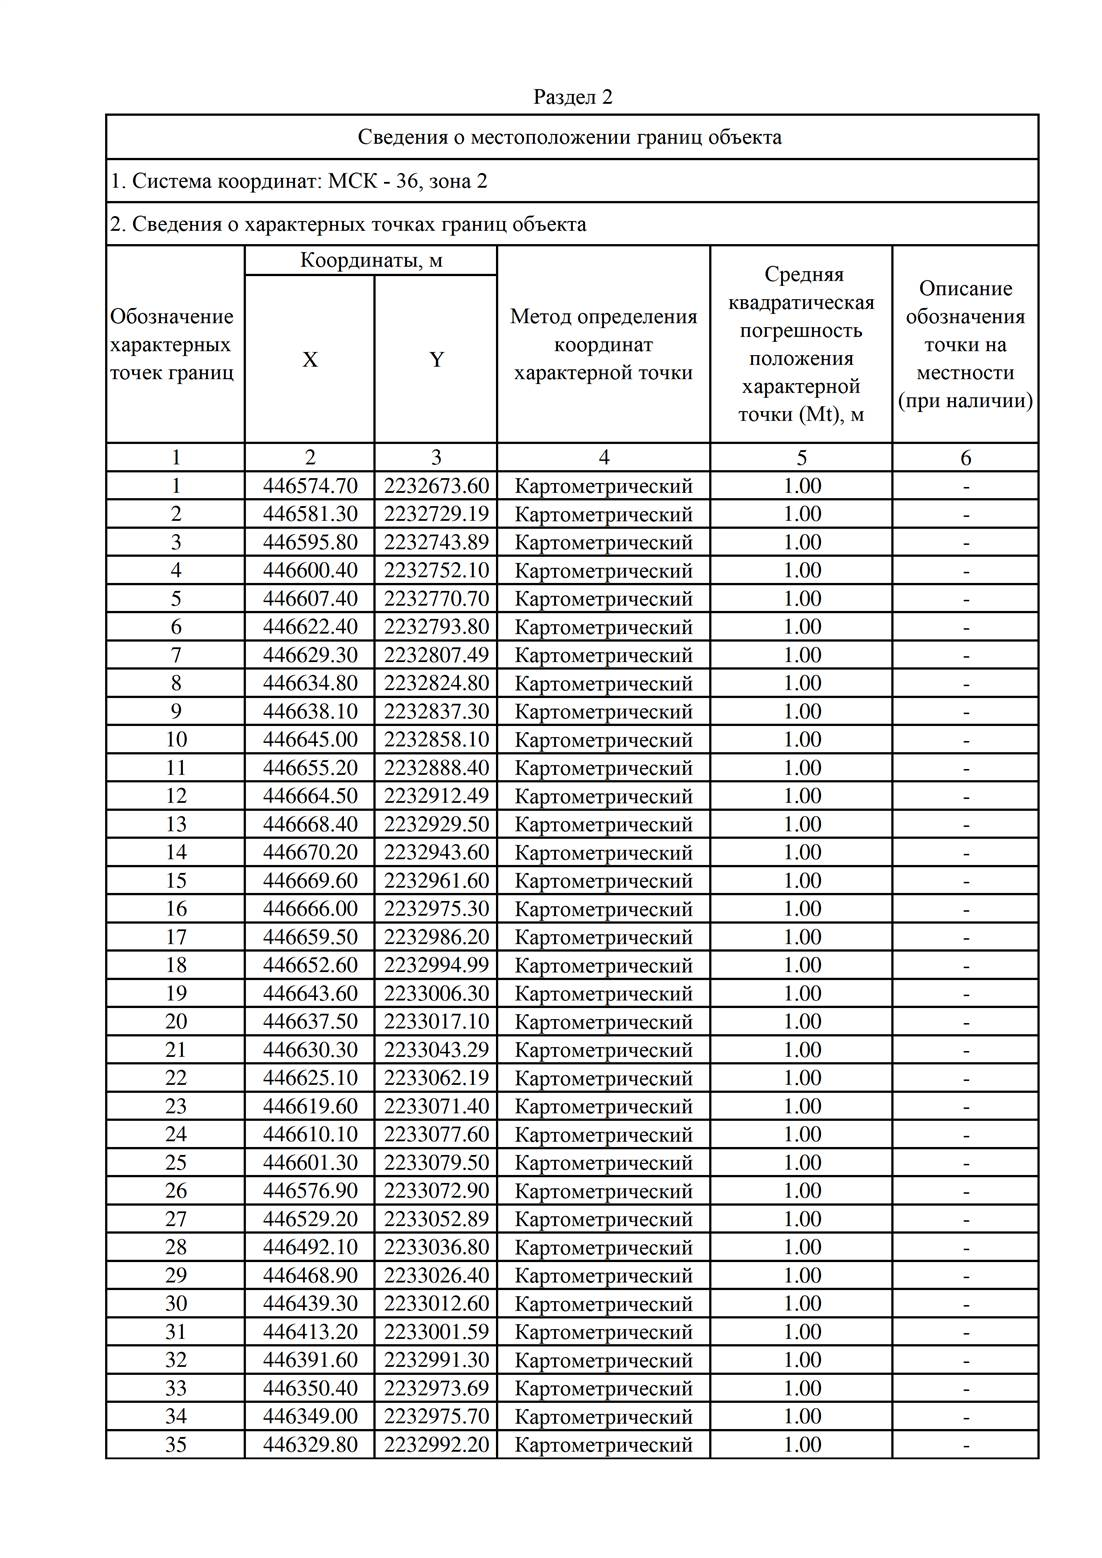 Раздел 2
Сведения о местоположении границ объекта
1. Система координат: МСК - 36, зона 2
2. Сведения о характерных точках границ объекта
Обозначение характерных точек границ
Координаты, м
X
Y
Метод определения координат характерной точки
Средняя квадратическая погрешность положения характерной точки (Mt), м
Описание обозначения точки на местности (при наличии)
1 2 3 4 5 6
1 446574.70 2232673.60 Картометрический 1.00 -
2 446581.30 2232729.19 Картометрический 1.00 -
3 446595.80 2232743.89 Картометрический 1.00 -
4 446600.40 2232752.10 Картометрический 1.00 -
5 446607.40 2232770.70 Картометрический 1.00 -
6 446622.40 2232793.80 Картометрический 1.00 -
7 446629.30 2232807.49 Картометрический 1.00 -
8 446634.80 2232824.80 Картометрический 1.00 -
9 446638.10 2232837.30 Картометрический 1.00 -
10 446645.00 2232858.10 Картометрический 1.00 -
11 446655.20 2232888.40 Картометрический 1.00 -
12 446664.50 2232912.49 Картометрический 1.00 -
13 446668.40 2232929.50 Картометрический 1.00 -
14 446670.20 2232943.60 Картометрический 1.00 -
15 446669.60 2232961.60 Картометрический 1.00 -
16 446666.00 2232975.30 Картометрический 1.00 -
17 446659.50 2232986.20 Картометрический 1.00 -
18 446652.60 2232994.99 Картометрический 1.00 -
19 446643.60 2233006.30 Картометрический 1.00 -
20 446637.50 2233017.10 Картометрический 1.00 -
21 446630.30 2233043.29 Картометрический 1.00 -
22 446625.10 2233062.19 Картометрический 1.00 -
23 446619.60 2233071.40 Картометрический 1.00 -
24 446610.10 2233077.60 Картометрический 1.00 -
25 446601.30 2233079.50 Картометрический 1.00 -
26 446576.90 2233072.90 Картометрический 1.00 -
27 446529.20 2233052.89 Картометрический 1.00 -
28 446492.10 2233036.80 Картометрический 1.00 -
29 446468.90 2233026.40 Картометрический 1.00 -
30 446439.30 2233012.60 Картометрический 1.00 -
31 446413.20 2233001.59 Картометрический 1.00 -
32 446391.60 2232991.30 Картометрический 1.00 -
33 446350.40 2232973.69 Картометрический 1.00 -
34 446349.00 2232975.70 Картометрический 1.00 -
35 446329.80 2232992.20 Картометрический 1.00 -